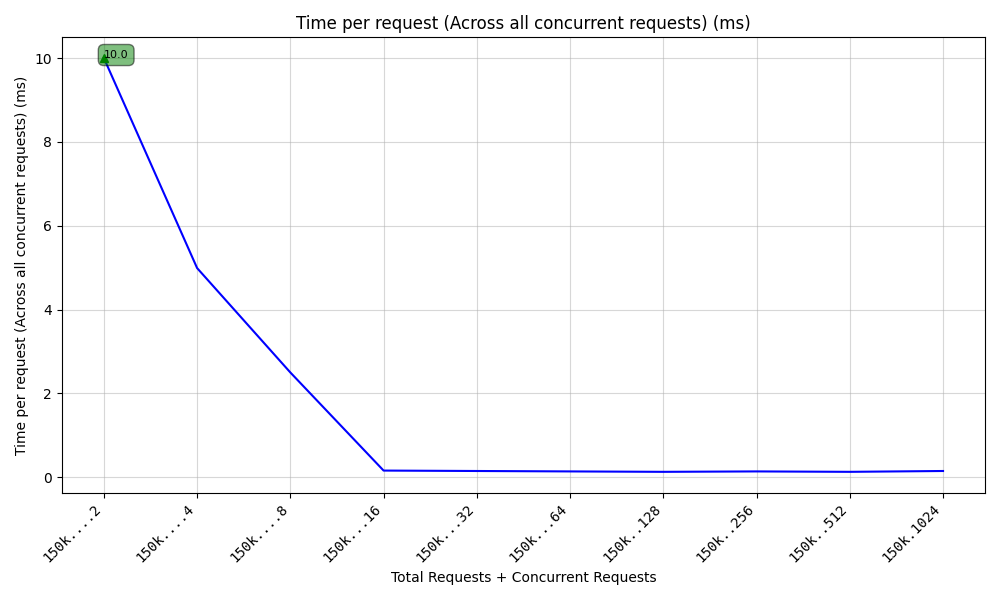 Time per request (Across all concurrent requests) (ms)
Time per request (Across all concurrent requests) (ms)
10
8
6
4
2
0
10.0
150k....2
150k....4
150k....8
150k...16
150k...32
150k...64
150k..128
150k..256
150k..512
150k.1024
Total Requests + Concurrent Requests